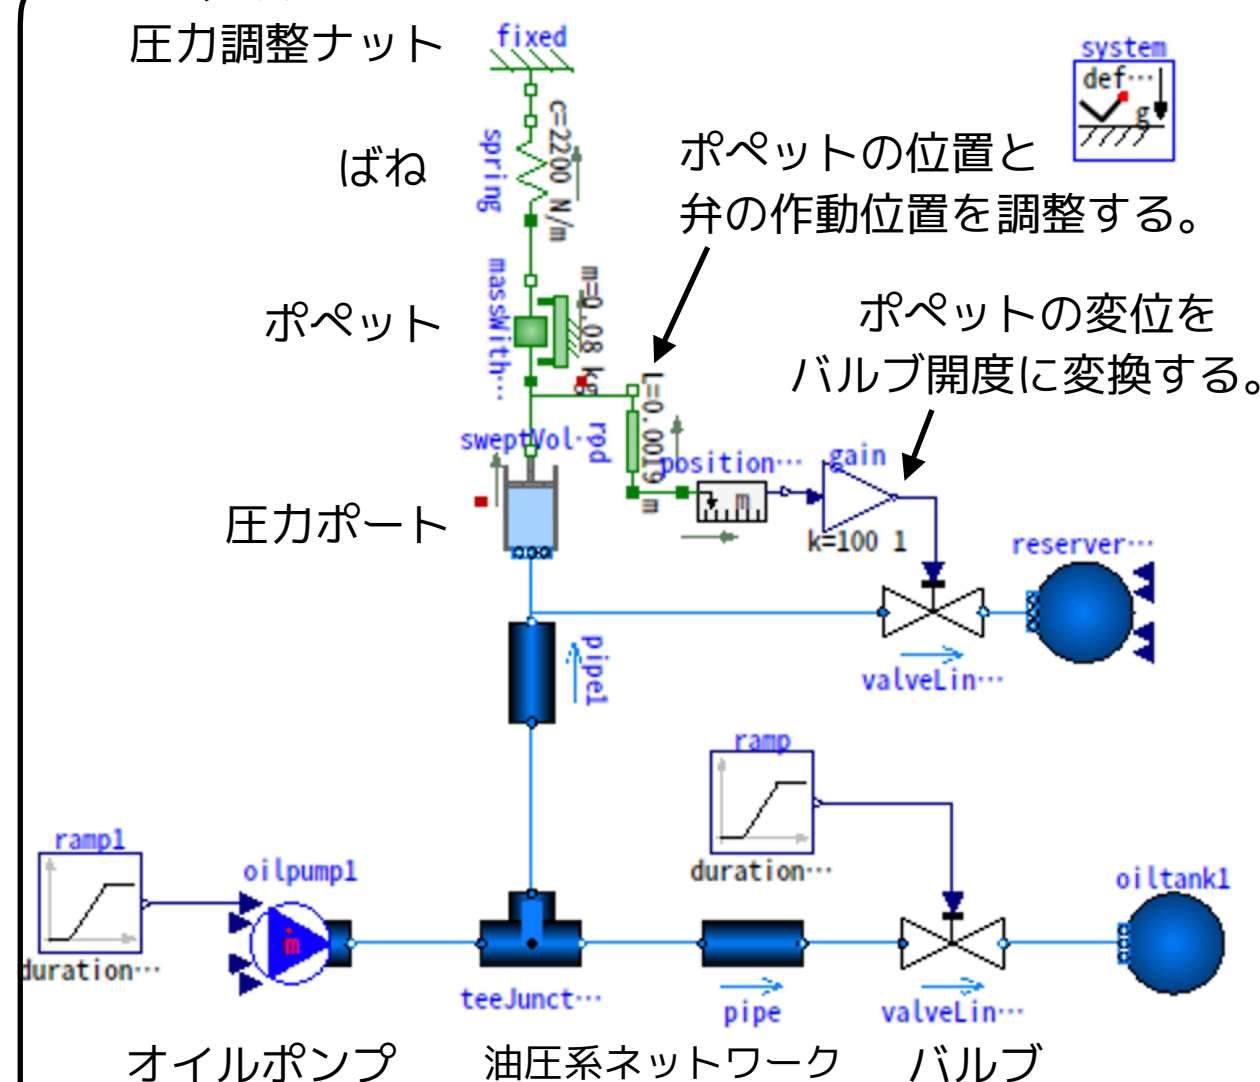 圧力調整ナット
fixed
system
def…
g
c=2200 N/m
spring
ばね
ポペットの位置と
弁の作動位置を調整する。
massWith…
m=0.08 kg
ポペット
ポペットの変位を
バルブ開度に変換する。
L=0.0019 m
rod
sweptVol…
position…
m
gain
k=100 1
圧力ポート
reserver…
valveLin…
pipe1
ramp
duration…
ramp1
duration…
oilpump1
m
oiltank1
teeJunct…
pipe
valveLin…
オイルポンプ
油圧系ネットワーク
バルブ